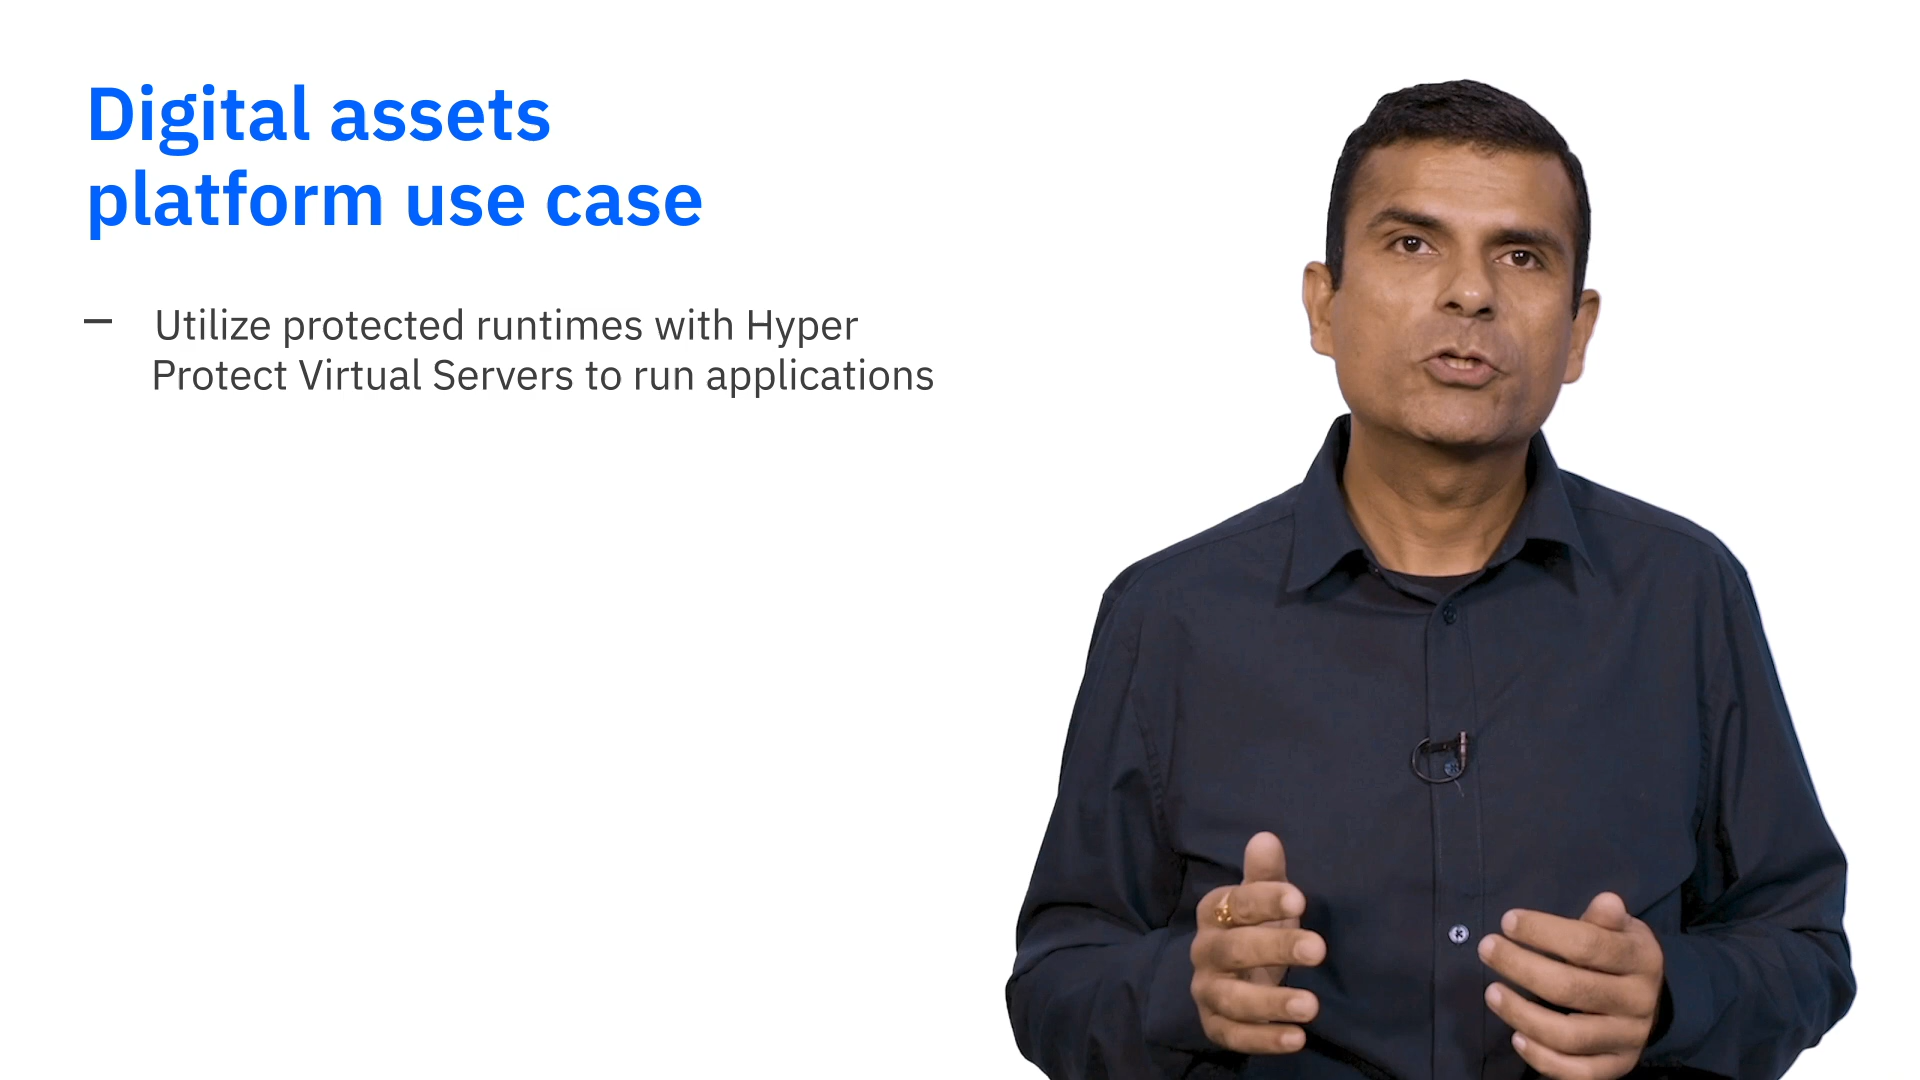 Digital assets
platform use case
— Utilize protected runtimes with Hyper
Protect Virtual Servers to run applications